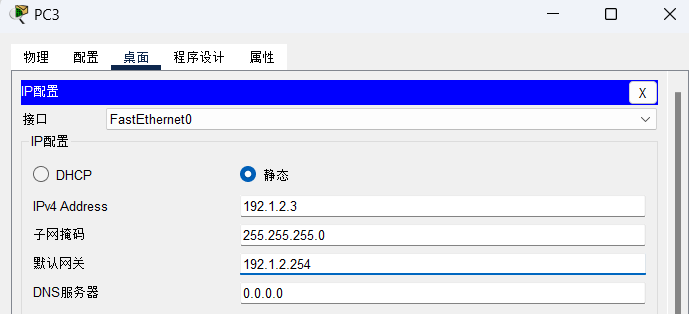 PC3
物理 配置 桌面 程序设计 属性
IP配置 X
接口 FastEthernet0
IP配置
DHCP 静态
IPv4 Address 192.1.2.3
子网掩码 255.255.255.0
默认网关 192.1.2.254
DNS服务器 0.0.0.0